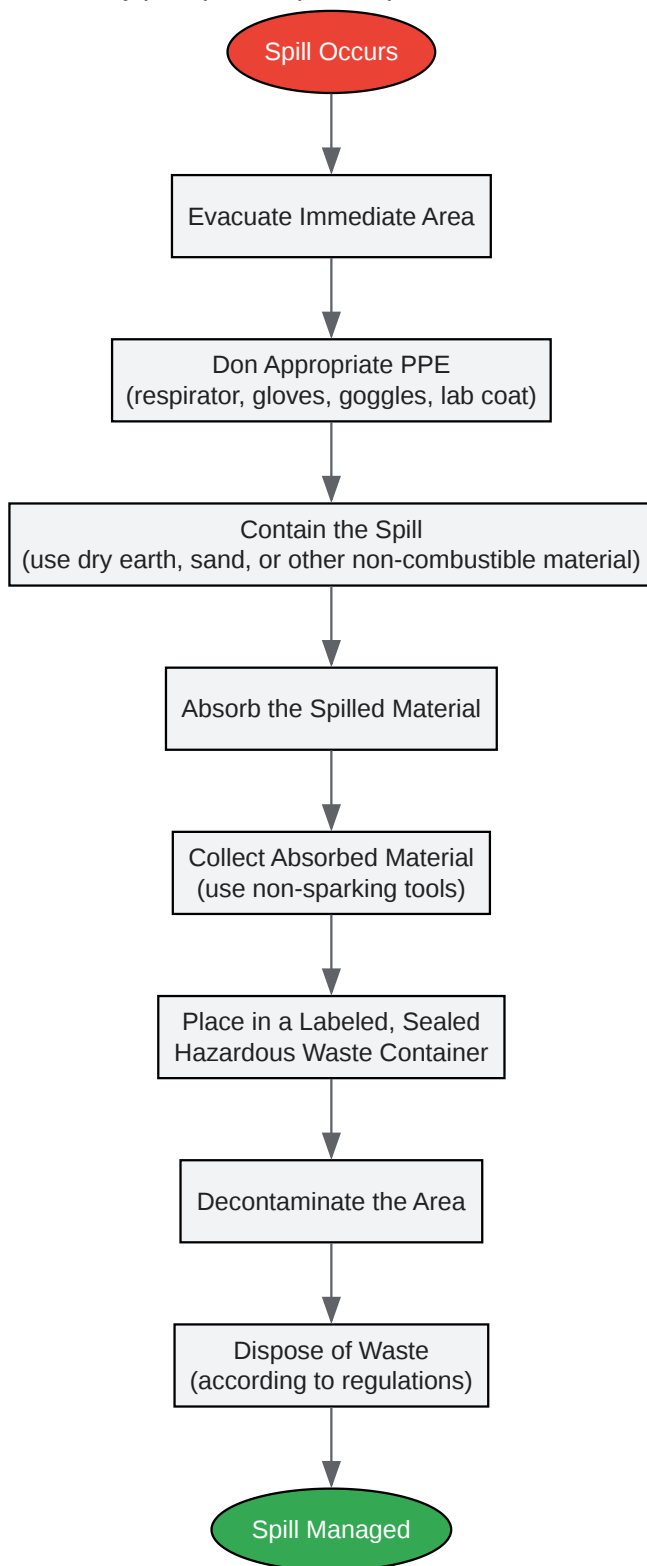 Spill Occurs
Evacuate Immediate Area
Don Appropriate PPE
(respirator, gloves, goggles, lab coat)
Contain the Spill
(use dry earth, sand, or other non-combustible material)
Absorb the Spilled Material
Collect Absorbed Material
(use non-sparking tools)
Place in a Labeled, Sealed
Hazardous Waste Container
Decontaminate the Area
Dispose of Waste
(according to regulations)
Spill Managed